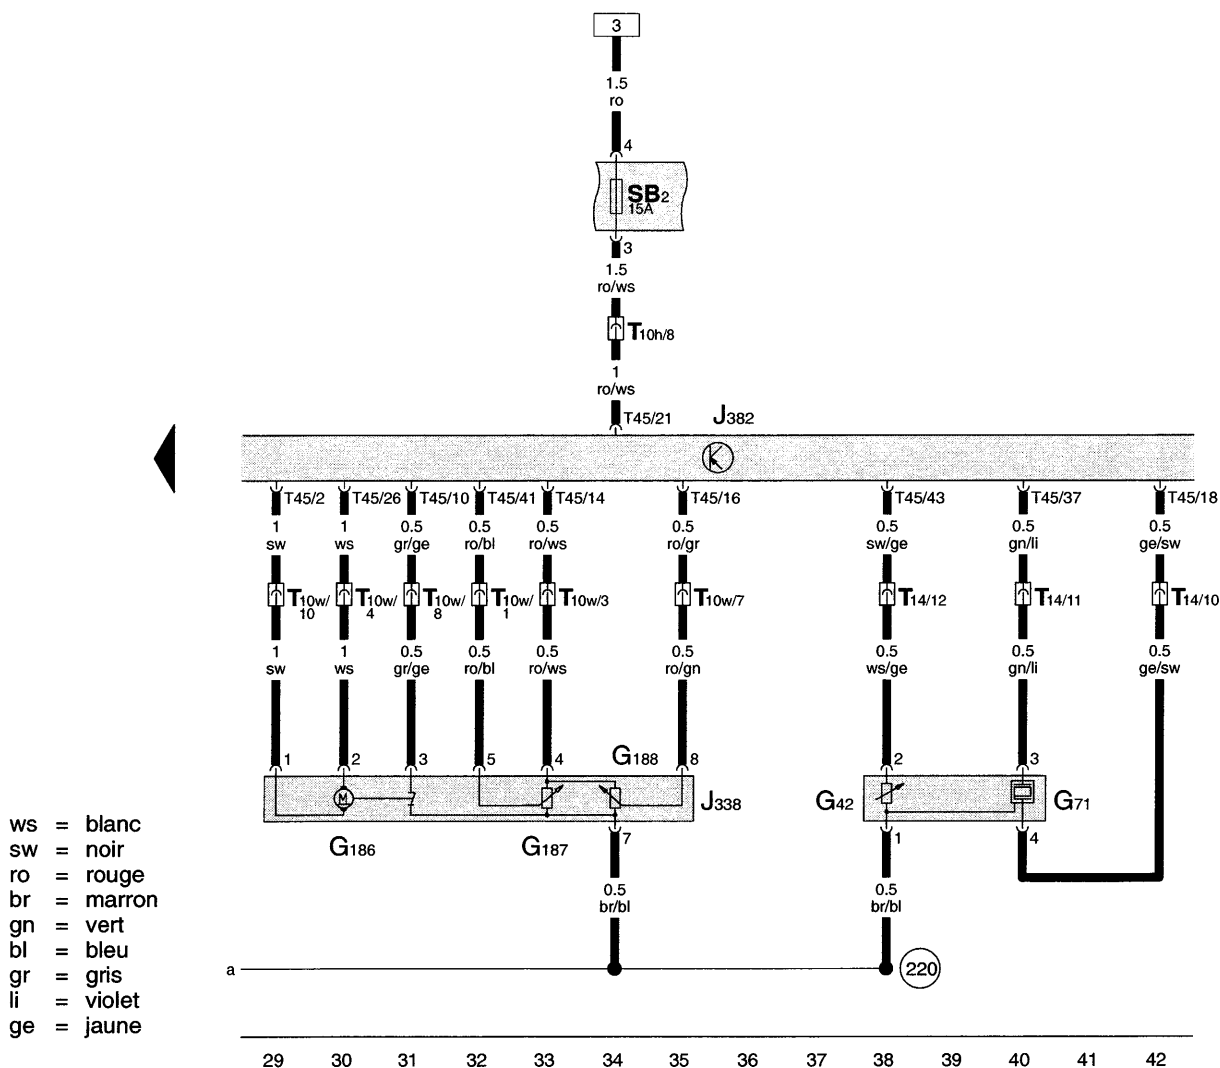 3
1.5
ro
4
SB2
15A
3
1.5
ro/ws
T10h/8
1
ro/ws
T45/21 J382
T45/2 T45/26 T45/10 T45/41 T45/14 T45/16 T45/43 T45/37 T45/18
1 1 0.5 0.5 0.5 0.5 0.5 0.5 0.5
sw ws gr/ge ro/bl ro/ws ro/gr sw/ge gn/li ge/sw
T10w/10 T10w/4 T10w/8 T10w/1 T10w/3 T10w/7 T14/12 T14/11 T14/10
1 1 0.5 0.5 0.5 0.5 0.5 0.5 0.5
sw ws gr/ge ro/bl ro/ws ro/gn ws/ge gn/li ge/sw
1 2 3 5 4 G188 8 2 3
M J338 G42 G71
G186 G187 7 1 4
0.5 0.5
br/bl br/bl
a 220
ws = blanc
sw = noir
ro = rouge
br = marron
gn = vert
bl = bleu
gr = gris
li = violet
ge = jaune
29 30 31 32 33 34 35 36 37 38 39 40 41 42